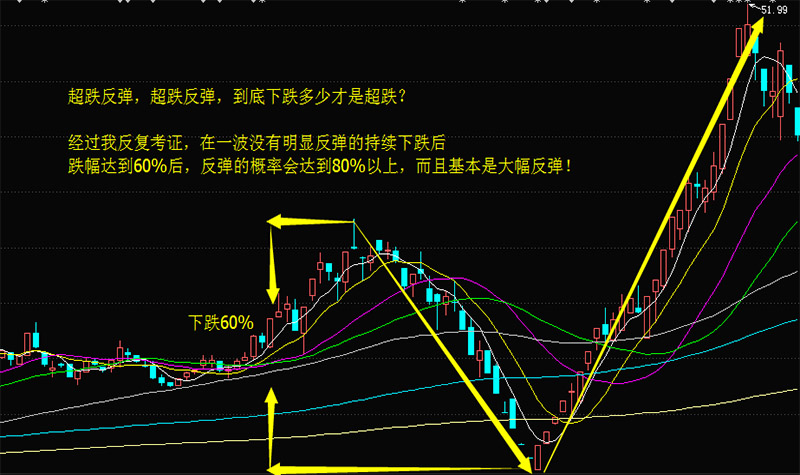 51.99
超跌反弹，超跌反弹，到底下跌多少才是超跌？
经过我反复考证，在一波没有明显反弹的持续下跌后
跌幅达到60%后，反弹的概率会达到80%以上，而且基本是大幅反弹！
下跌60%